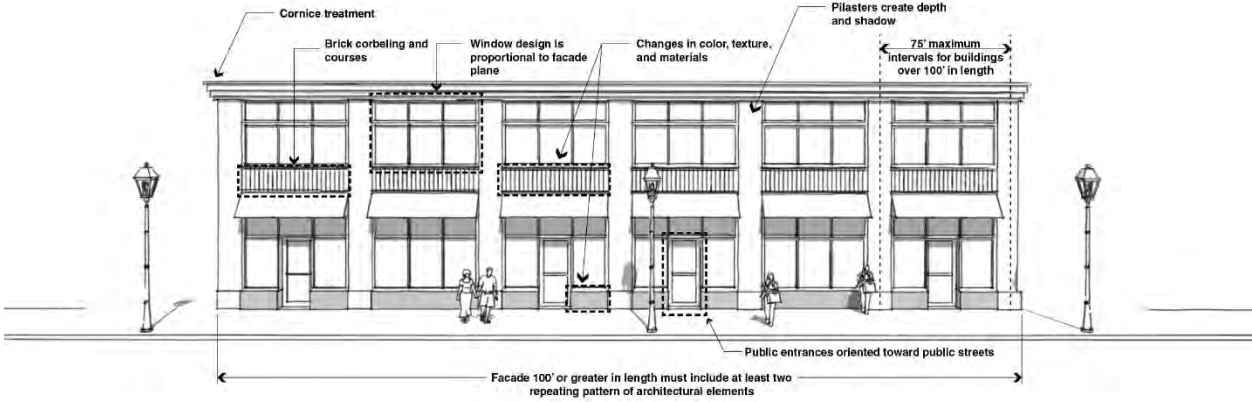 Cornice treatment
Brick corbeling and
courses
Window design is
proportional to facade
plane
Changes in color, texture,
and materials
Pilasters create depth
and shadow
75' maximum
intervals for buildings
over 100' in length
Public entrances oriented toward public streets
Facade 100' or greater in length must include at least two
repeating pattern of architectural elements